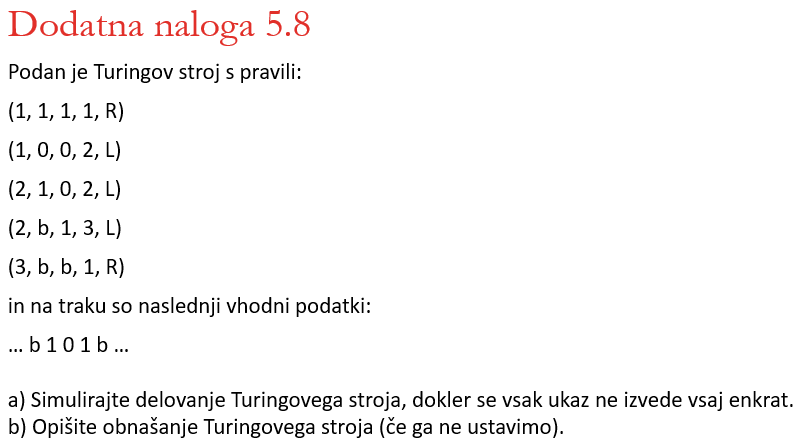 Dodatna naloga 5.8
Podan je Turingov stroj s pravili:
(1, 1, 1, 1, R)
(1, 0, 0, 2, L)
(2, 1, 0, 2, L)
(2, b, 1, 3, L)
(3, b, b, 1, R)
in na traku so naslednji vhodni podatki:
... b 1 0 1 b ...
a) Simulirajte delovanje Turingovega stroja, dokler se vsak ukaz ne izvede vsaj enkrat.
b) Opišite obnašanje Turingovega stroja (če ga ne ustavimo).